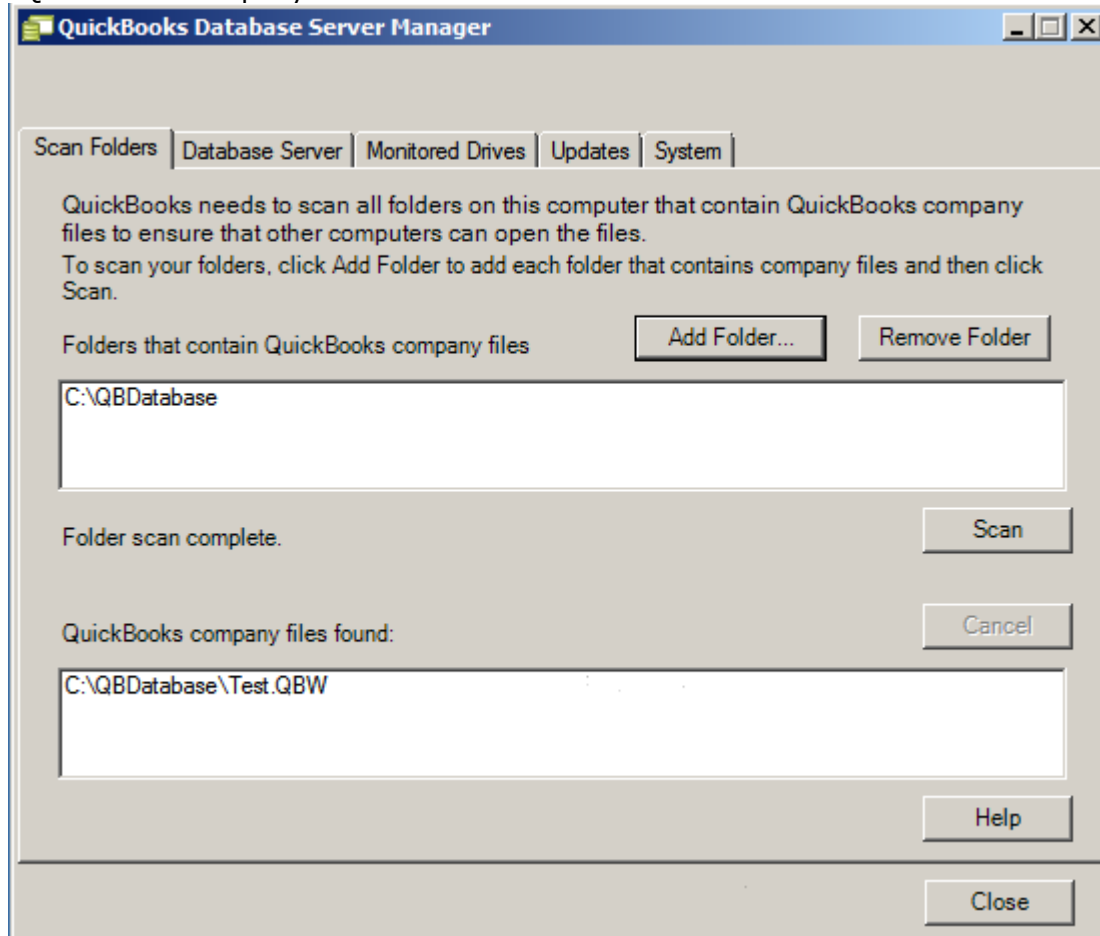 QuickBooks Database Server Manager
Scan Folders Database Server Monitored Drives Updates System
QuickBooks needs to scan all folders on this computer that contain QuickBooks company
files to ensure that other computers can open the files.
To scan your folders, click Add Folder to add each folder that contains company files and then click
Scan.
Folders that contain QuickBooks company files Add Folder... Remove Folder
C:\QBDatabase
Folder scan complete. Scan
QuickBooks company files found: Cancel
C:\QBDatabase\Test.QBW
Help
Close